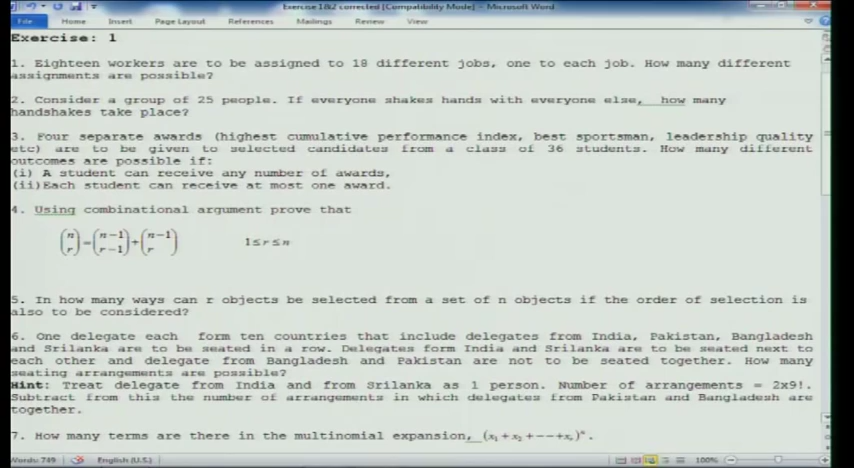 Exercise 1&2 corrected [Compatibility Mode] - Microsoft Word
File Home Insert Page Layout References Mailings Review View
Exercise: 1
1. Eighteen workers are to be assigned to 18 different jobs, one to each job. How many different
assignments are possible?
2. Consider a group of 25 people. If everyone shakes hands with everyone else, how many
handshakes take place?
3. Four separate awards (highest cumulative performance index, best sportsman, leadership quality
etc) are to be given to selected candidates from a class of 36 students. How many different
outcomes are possible if:
(i) A student can receive any number of awards,
(ii)Each student can receive at most one award.
4. Using combinational argument prove that
(n r) = (n−1 r−1) + (n−1 r) 1≤r≤n
5. In how many ways can r objects be selected from a set of n objects if the order of selection is
also to be considered?
6. One delegate each form ten countries that include delegates from India, Pakistan, Bangladesh
and Srilanka are to be seated in a row. Delegates form India and Srilanka are to be seated next to
each other and delegate from Bangladesh and Pakistan are not to be seated together. How many
seating arrangements are possible?
Hint: Treat delegate from India and from Srilanka as 1 person. Number of arrangements = 2x9!.
Subtract from this the number of arrangements in which delegates from Pakistan and Bangladesh are
together.
7. How many terms are there in the multinomial expansion, (x₁+x₂+−−+xᵣ)ⁿ.
Words: 749 English (U.S.) 100%